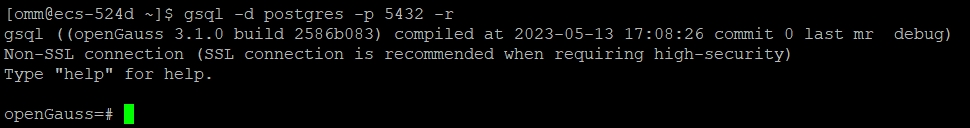 [omm@ecs-524d ~]$ gsql -d postgres -p 5432 -r
gsql ((openGauss 3.1.0 build 2586b083) compiled at 2023-05-13 17:08:26 commit 0 last mr  debug)
Non-SSL connection (SSL connection is recommended when requiring high-security)
Type "help" for help.
openGauss=#